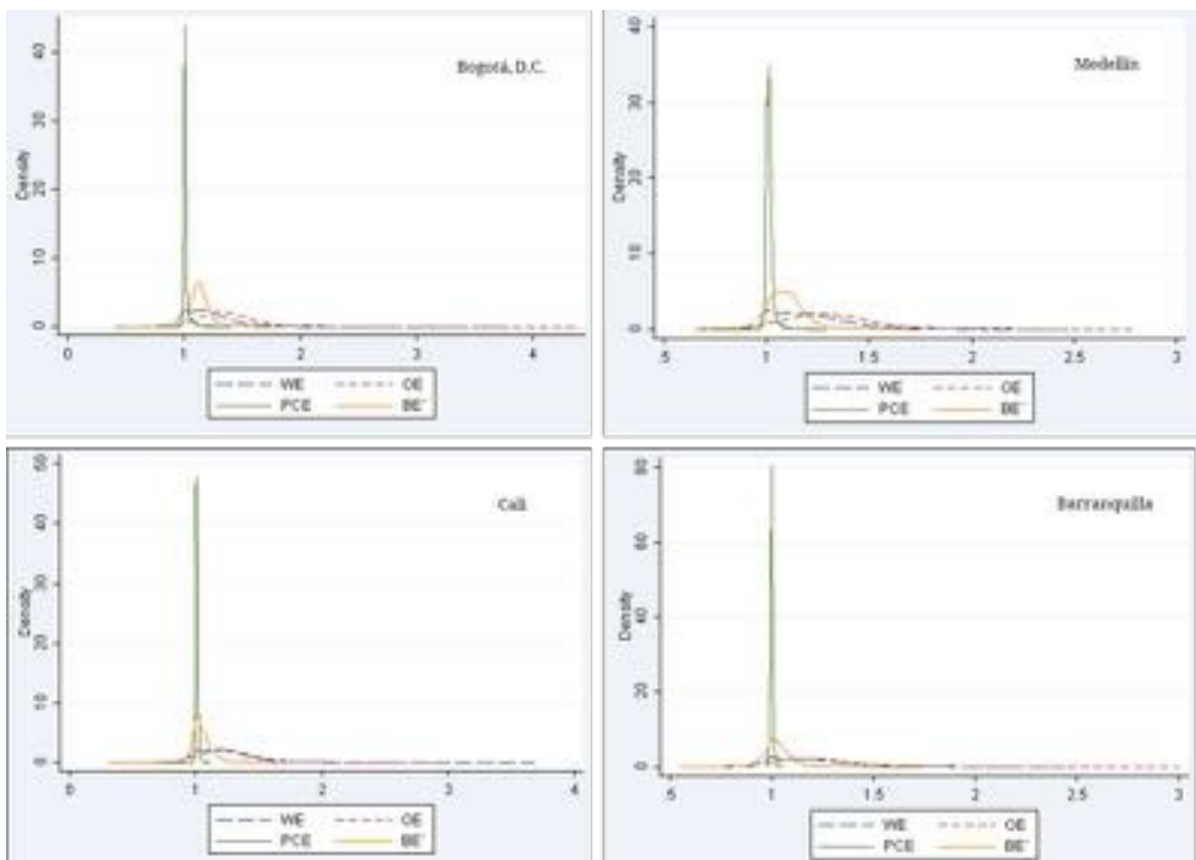 Bogotá, D.C.
Density
0 10 20 30 40
0 1 2 3 4
WE OE
PCE BE
Medellín
Density
0 10 20 30 40
.5 1 1.5 2 2.5 3
WE OE
PCE BE
Cali
Density
0 10 20 30 40 50
0 1 2 3 4
WE OE
PCE BE
Barranquilla
Density
0 20 40 60 80
.5 1 1.5 2 2.5 3
WE OE
PCE BE